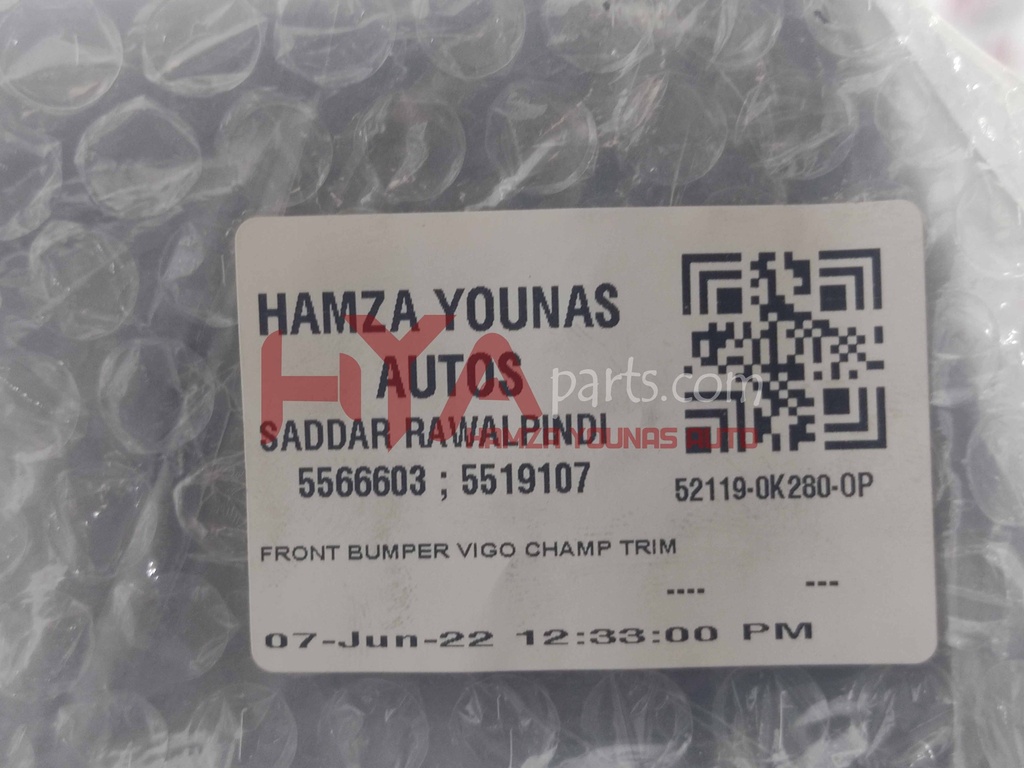 HAMZA YOUNAS
AUTOS
SADDAR RAWALPINDI
5566603 ; 5519107
52119-0K280-0P
FRONT BUMPER VIGO CHAMP TRIM
---- ---
07-Jun-22 12:33:00 PM
HYA parts.com
HAMZA YOUNAS AUTO